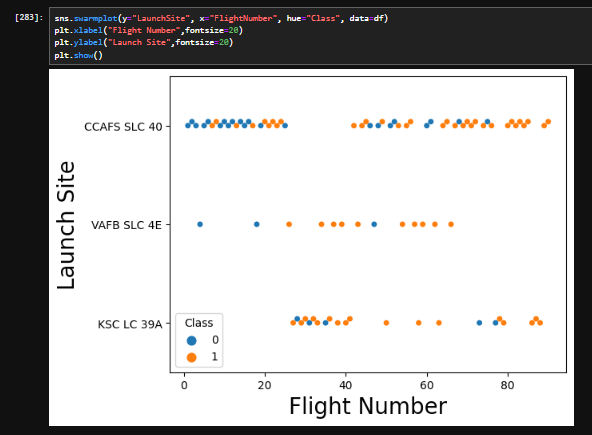 [283]: sns.swarmplot(y="LaunchSite", x="FlightNumber", hue="Class", data=df)
plt.xlabel("Flight Number",fontsize=20)
plt.ylabel("Launch Site",fontsize=20)
plt.show()
CCAFS SLC 40
VAFB SLC 4E
KSC LC 39A
Launch Site
Class
0
1
0 20 40 60 80
Flight Number